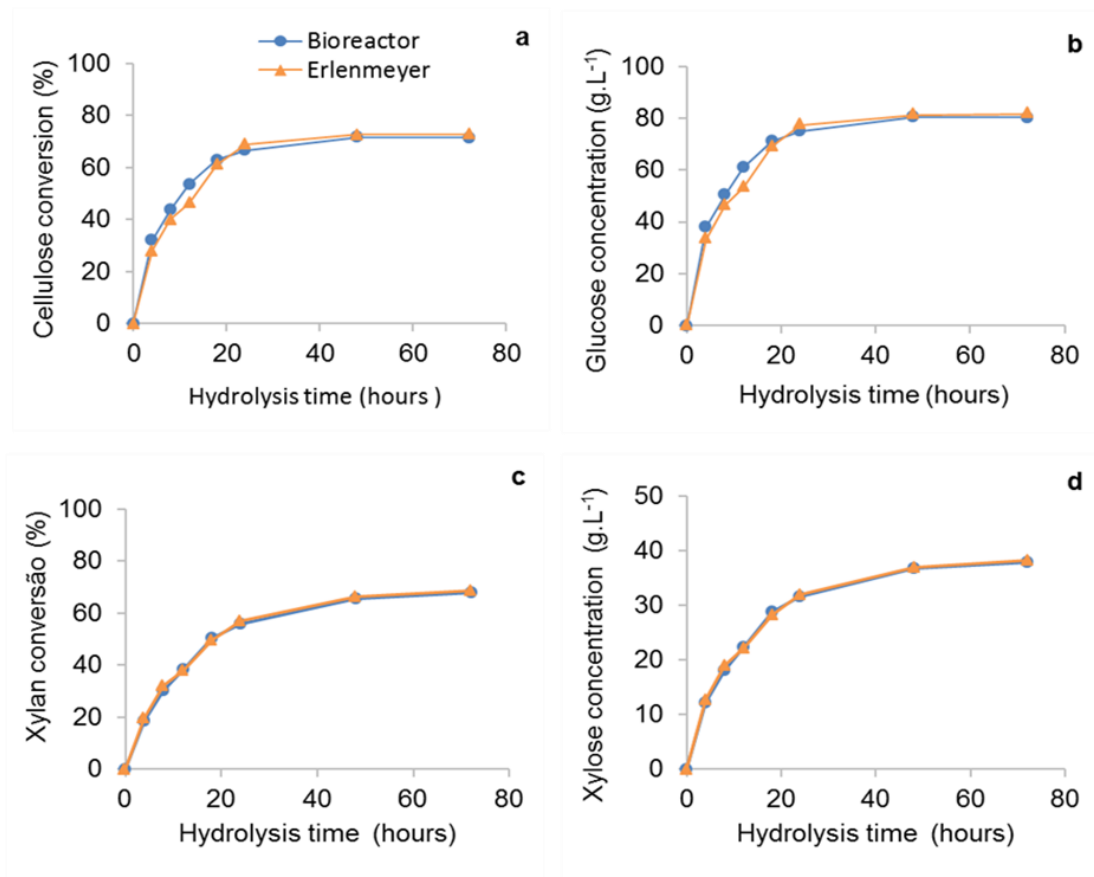 a
Bioreactor
Erlenmeyer
Cellulose conversion (%)
100
80
60
40
20
0
0 20 40 60 80
Hydrolysis time (hours )
b
Glucose concentration (g.L-1)
100
80
60
40
20
0
0 20 40 60 80
Hydrolysis time (hours)
c
Xylan conversão (%)
100
80
60
40
20
0
0 20 40 60 80
Hydrolysis time (hours)
d
Xylose concentration (g.L-1)
50
40
30
20
10
0
0 20 40 60 80
Hydrolysis time (hours)